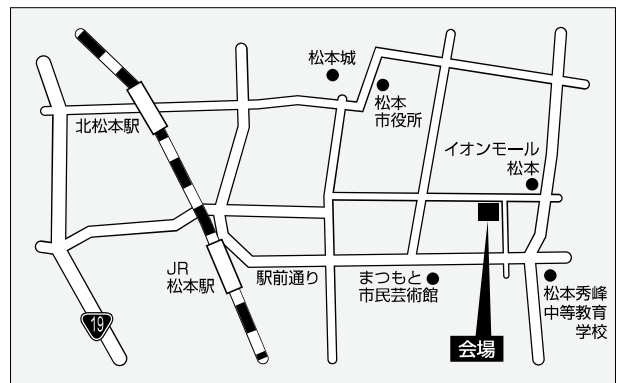 松本城
松本
市役所
北松本駅
イオンモール
松本
JR
松本駅
駅前通り
まつもと
市民芸術館
松本秀峰
中等教育
学校
19
会場